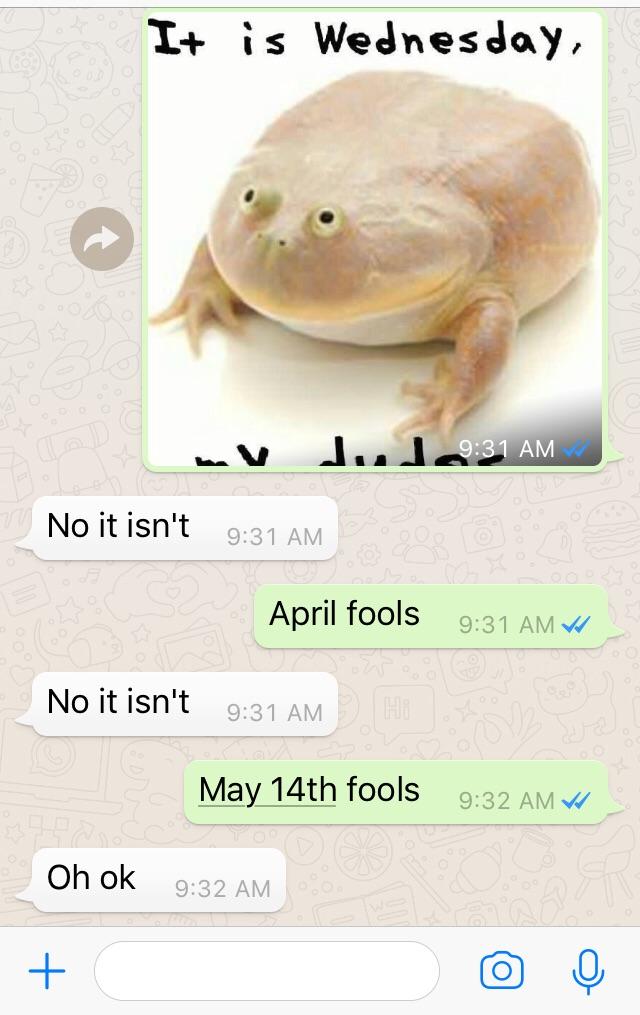 It is Wednesday,
my dudes
9:31 AM
No it isn't 9:31 AM
April fools 9:31 AM
No it isn't 9:31 AM
Hi
May 14th fools 9:32 AM
Oh ok 9:32 AM